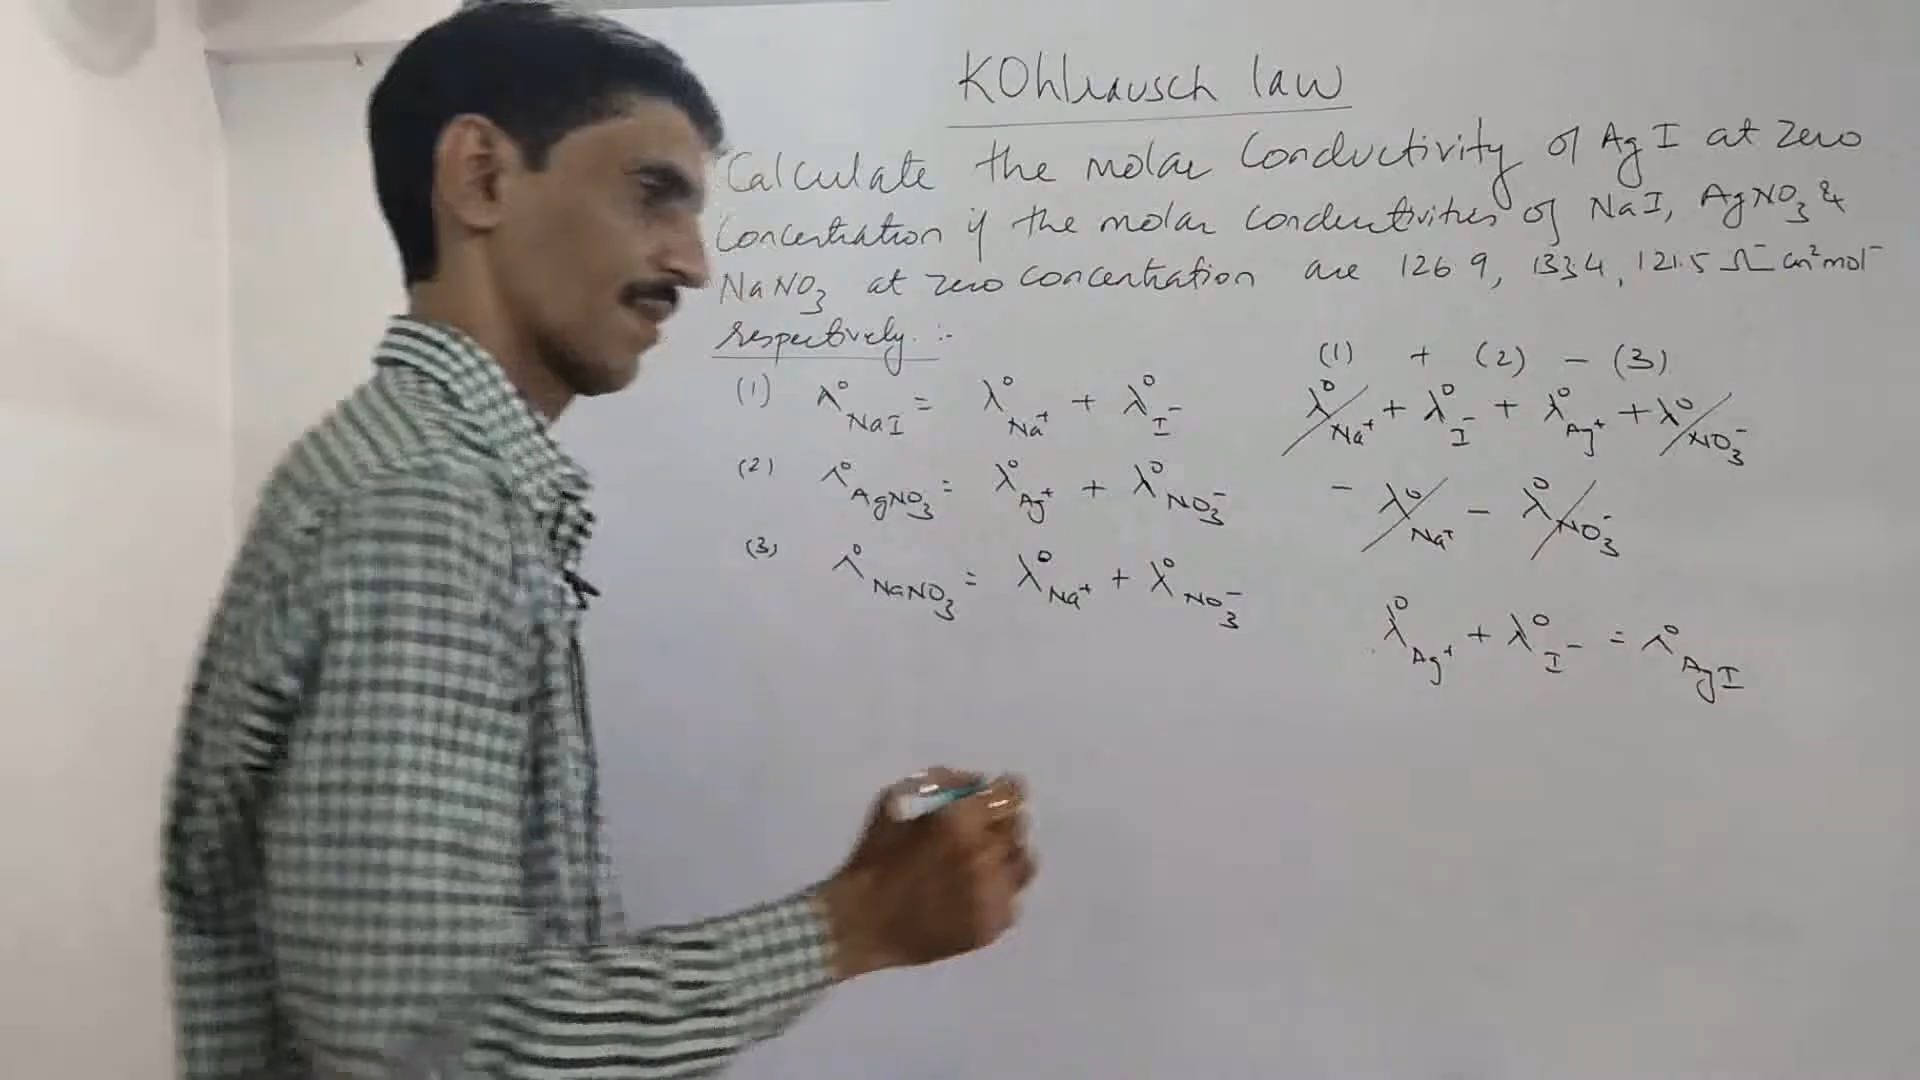 KOhlrausch law
Calculate the molar Conductivity of AgI at Zero
Concentration if the molar conductivities of NaI, AgNO₃ &
NaNO₃ at zero concentration are 126 9, 133 4, 121.5 Ω⁻ cm² mol⁻
respectively. :-
(1) λ°NaI = λ°Na⁺ + λ°I⁻
(2) λ°AgNO₃ = λ°Ag⁺ + λ°NO₃⁻
(3) λ°NaNO₃ = λ°Na⁺ + λ°NO₃⁻
(1) + (2) - (3)
λ°Na⁺ + λ°I⁻ + λ°Ag⁺ + λ°NO₃⁻
- λ°Na⁺ - λ°NO₃⁻
λ°Ag⁺ + λ°I⁻ = λ°AgI